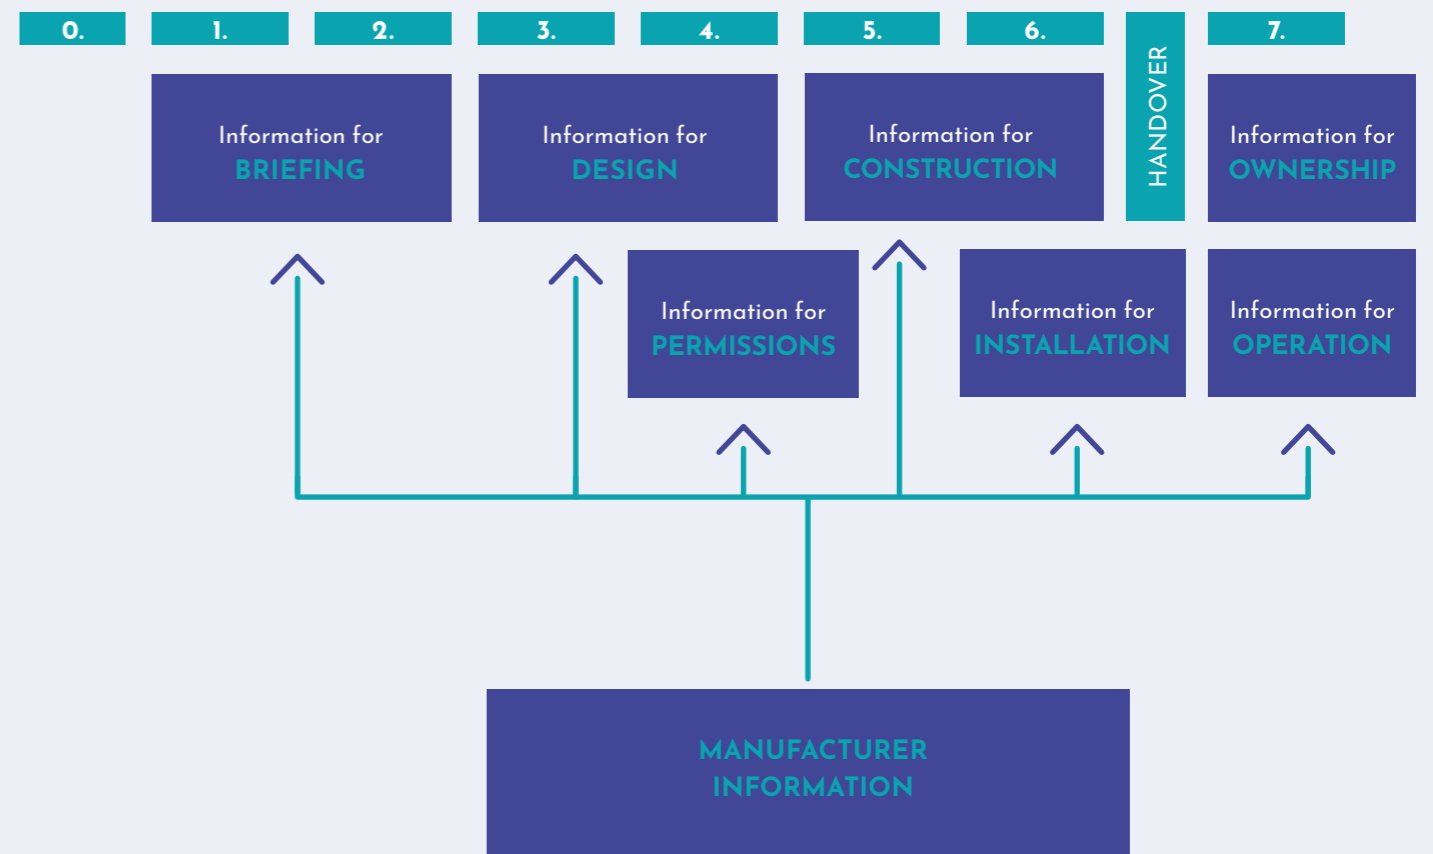 0.
1.
2.
3.
4.
5.
6.
HANDOVER
7.
Information for
BRIEFING
Information for
DESIGN
Information for
CONSTRUCTION
Information for
OWNERSHIP
Information for
PERMISSIONS
Information for
INSTALLATION
Information for
OPERATION
MANUFACTURER
INFORMATION